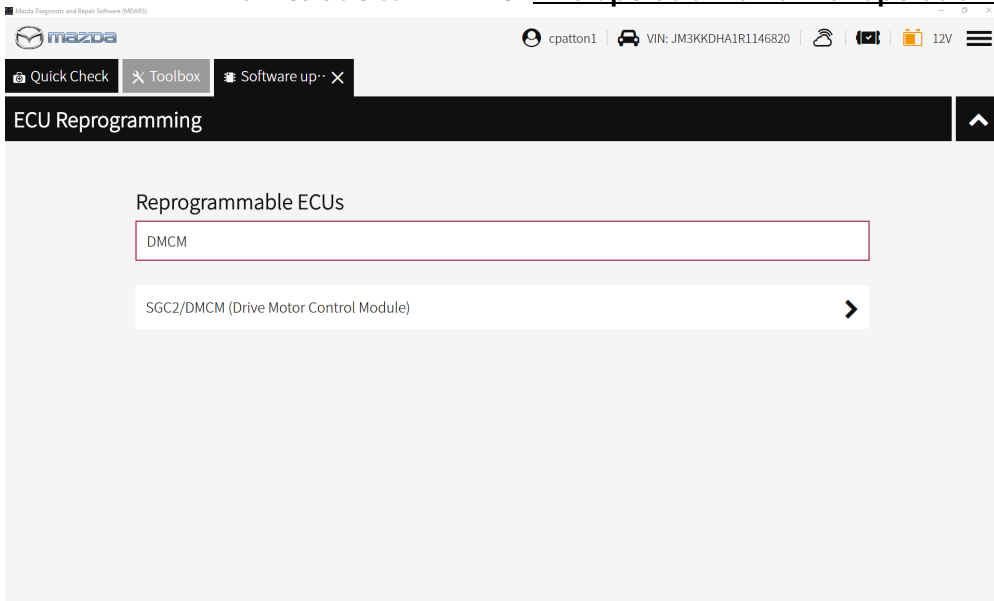 Mazda Diagnostic and Repair Software (MDARS)
mazda
cpatton1
VIN: JM3KKDHA1R1146820
12V
Quick Check
Toolbox
Software up··
ECU Reprogramming
Reprogrammable ECUs
DMCM
SGC2/DMCM (Drive Motor Control Module)